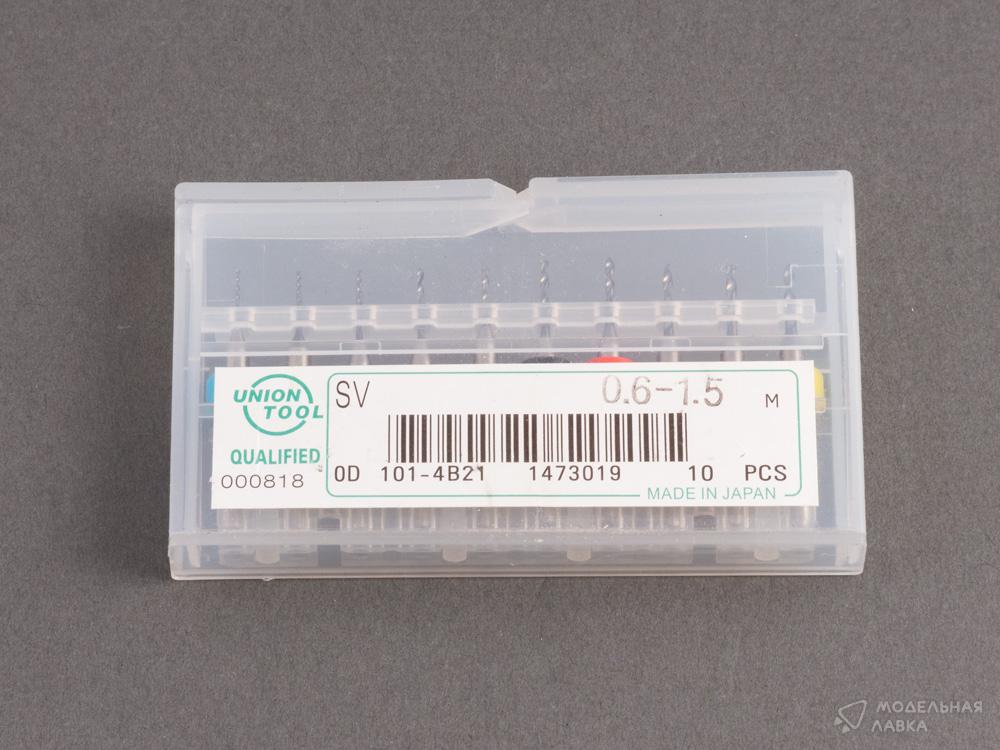 UNION
TOOL
QUALIFIED
000818
SV 0.6-1.5 M
0D 101-4B21 1473019 10 PCS
MADE IN JAPAN
МОДЕЛЬНАЯ
ЛАВКА